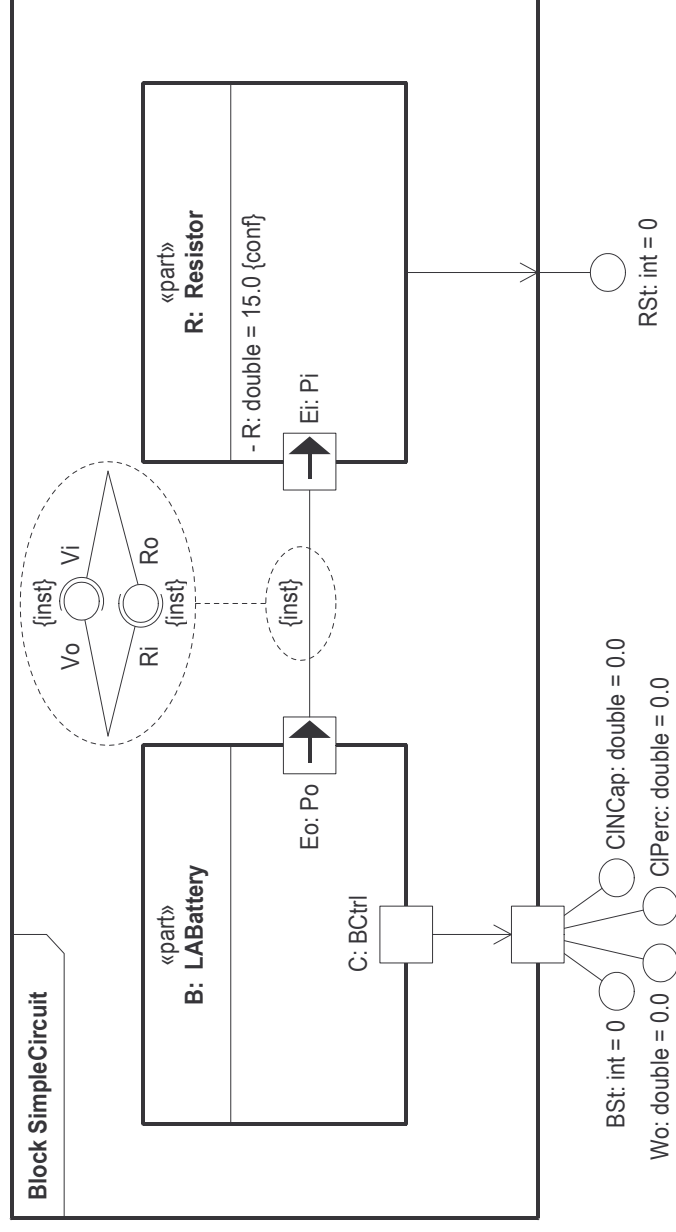 Block SimpleCircuit
{inst}
Vo
Vi
Ri
Ro
{inst}
«part»
B: LABattery
«part»
R: Resistor
- R: double = 15.0 {conf}
{inst}
Eo: Po
Ei: Pi
C: BCtrl
BSt: int = 0
CINCap: double = 0.0
Wo: double = 0.0
CIPerc: double = 0.0
RSt: int = 0